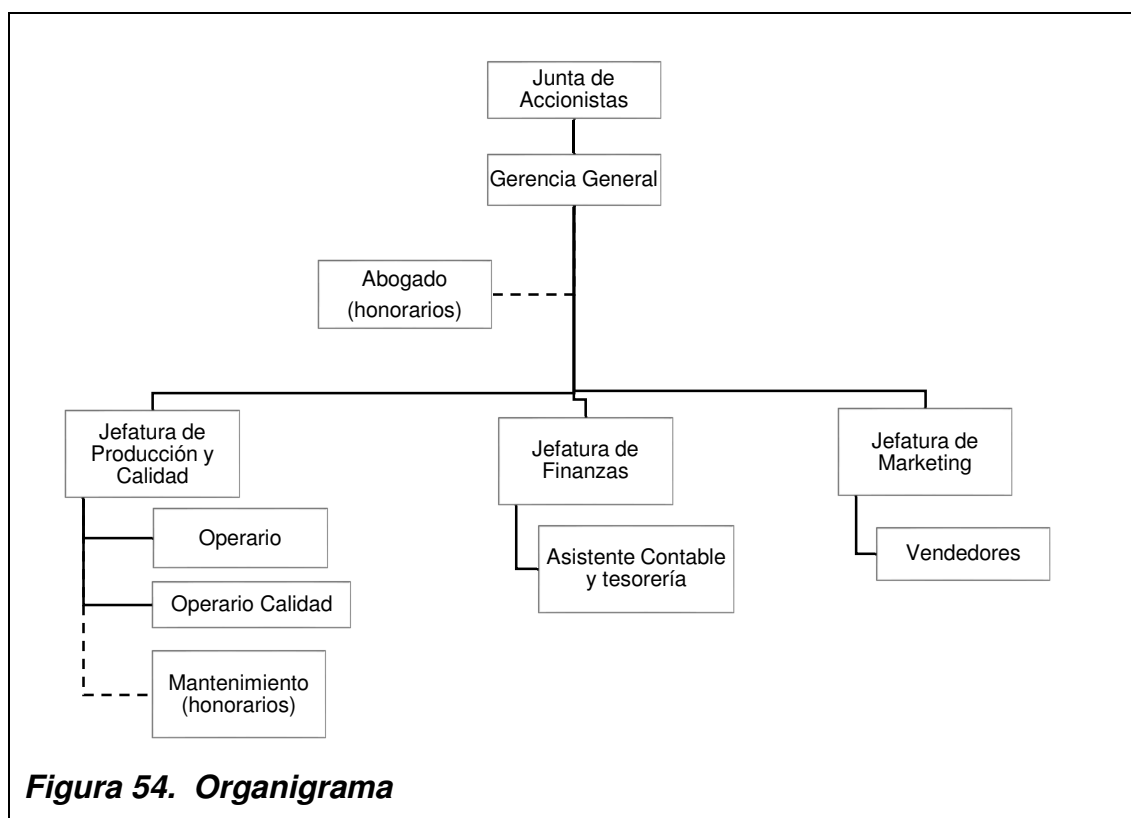 Junta de
Accionistas
Gerencia General
Abogado
(honorarios)
Jefatura de
Producción y
Calidad
Operario
Operario Calidad
Mantenimiento
(honorarios)
Jefatura de
Finanzas
Asistente Contable
y tesorería
Jefatura de
Marketing
Vendedores
Figura 54. Organigrama